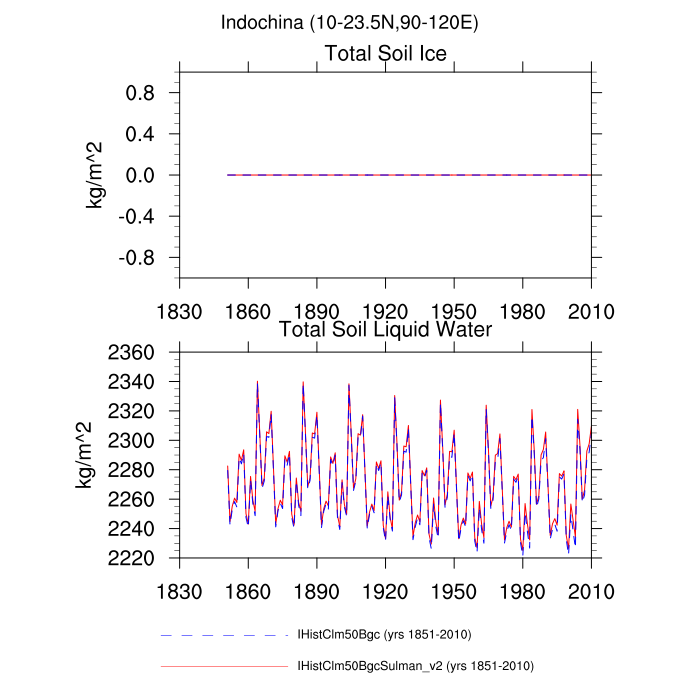 Indochina (10-23.5N,90-120E)
Total Soil Ice
kg/m^2
0.8
0.4
0.0
-0.4
-0.8
1830 1860 1890 1920 1950 1980 2010
Total Soil Liquid Water
kg/m^2
2360
2340
2320
2300
2280
2260
2240
2220
1830 1860 1890 1920 1950 1980 2010
IHistClm50Bgc (yrs 1851-2010)
IHistClm50BgcSulman_v2 (yrs 1851-2010)